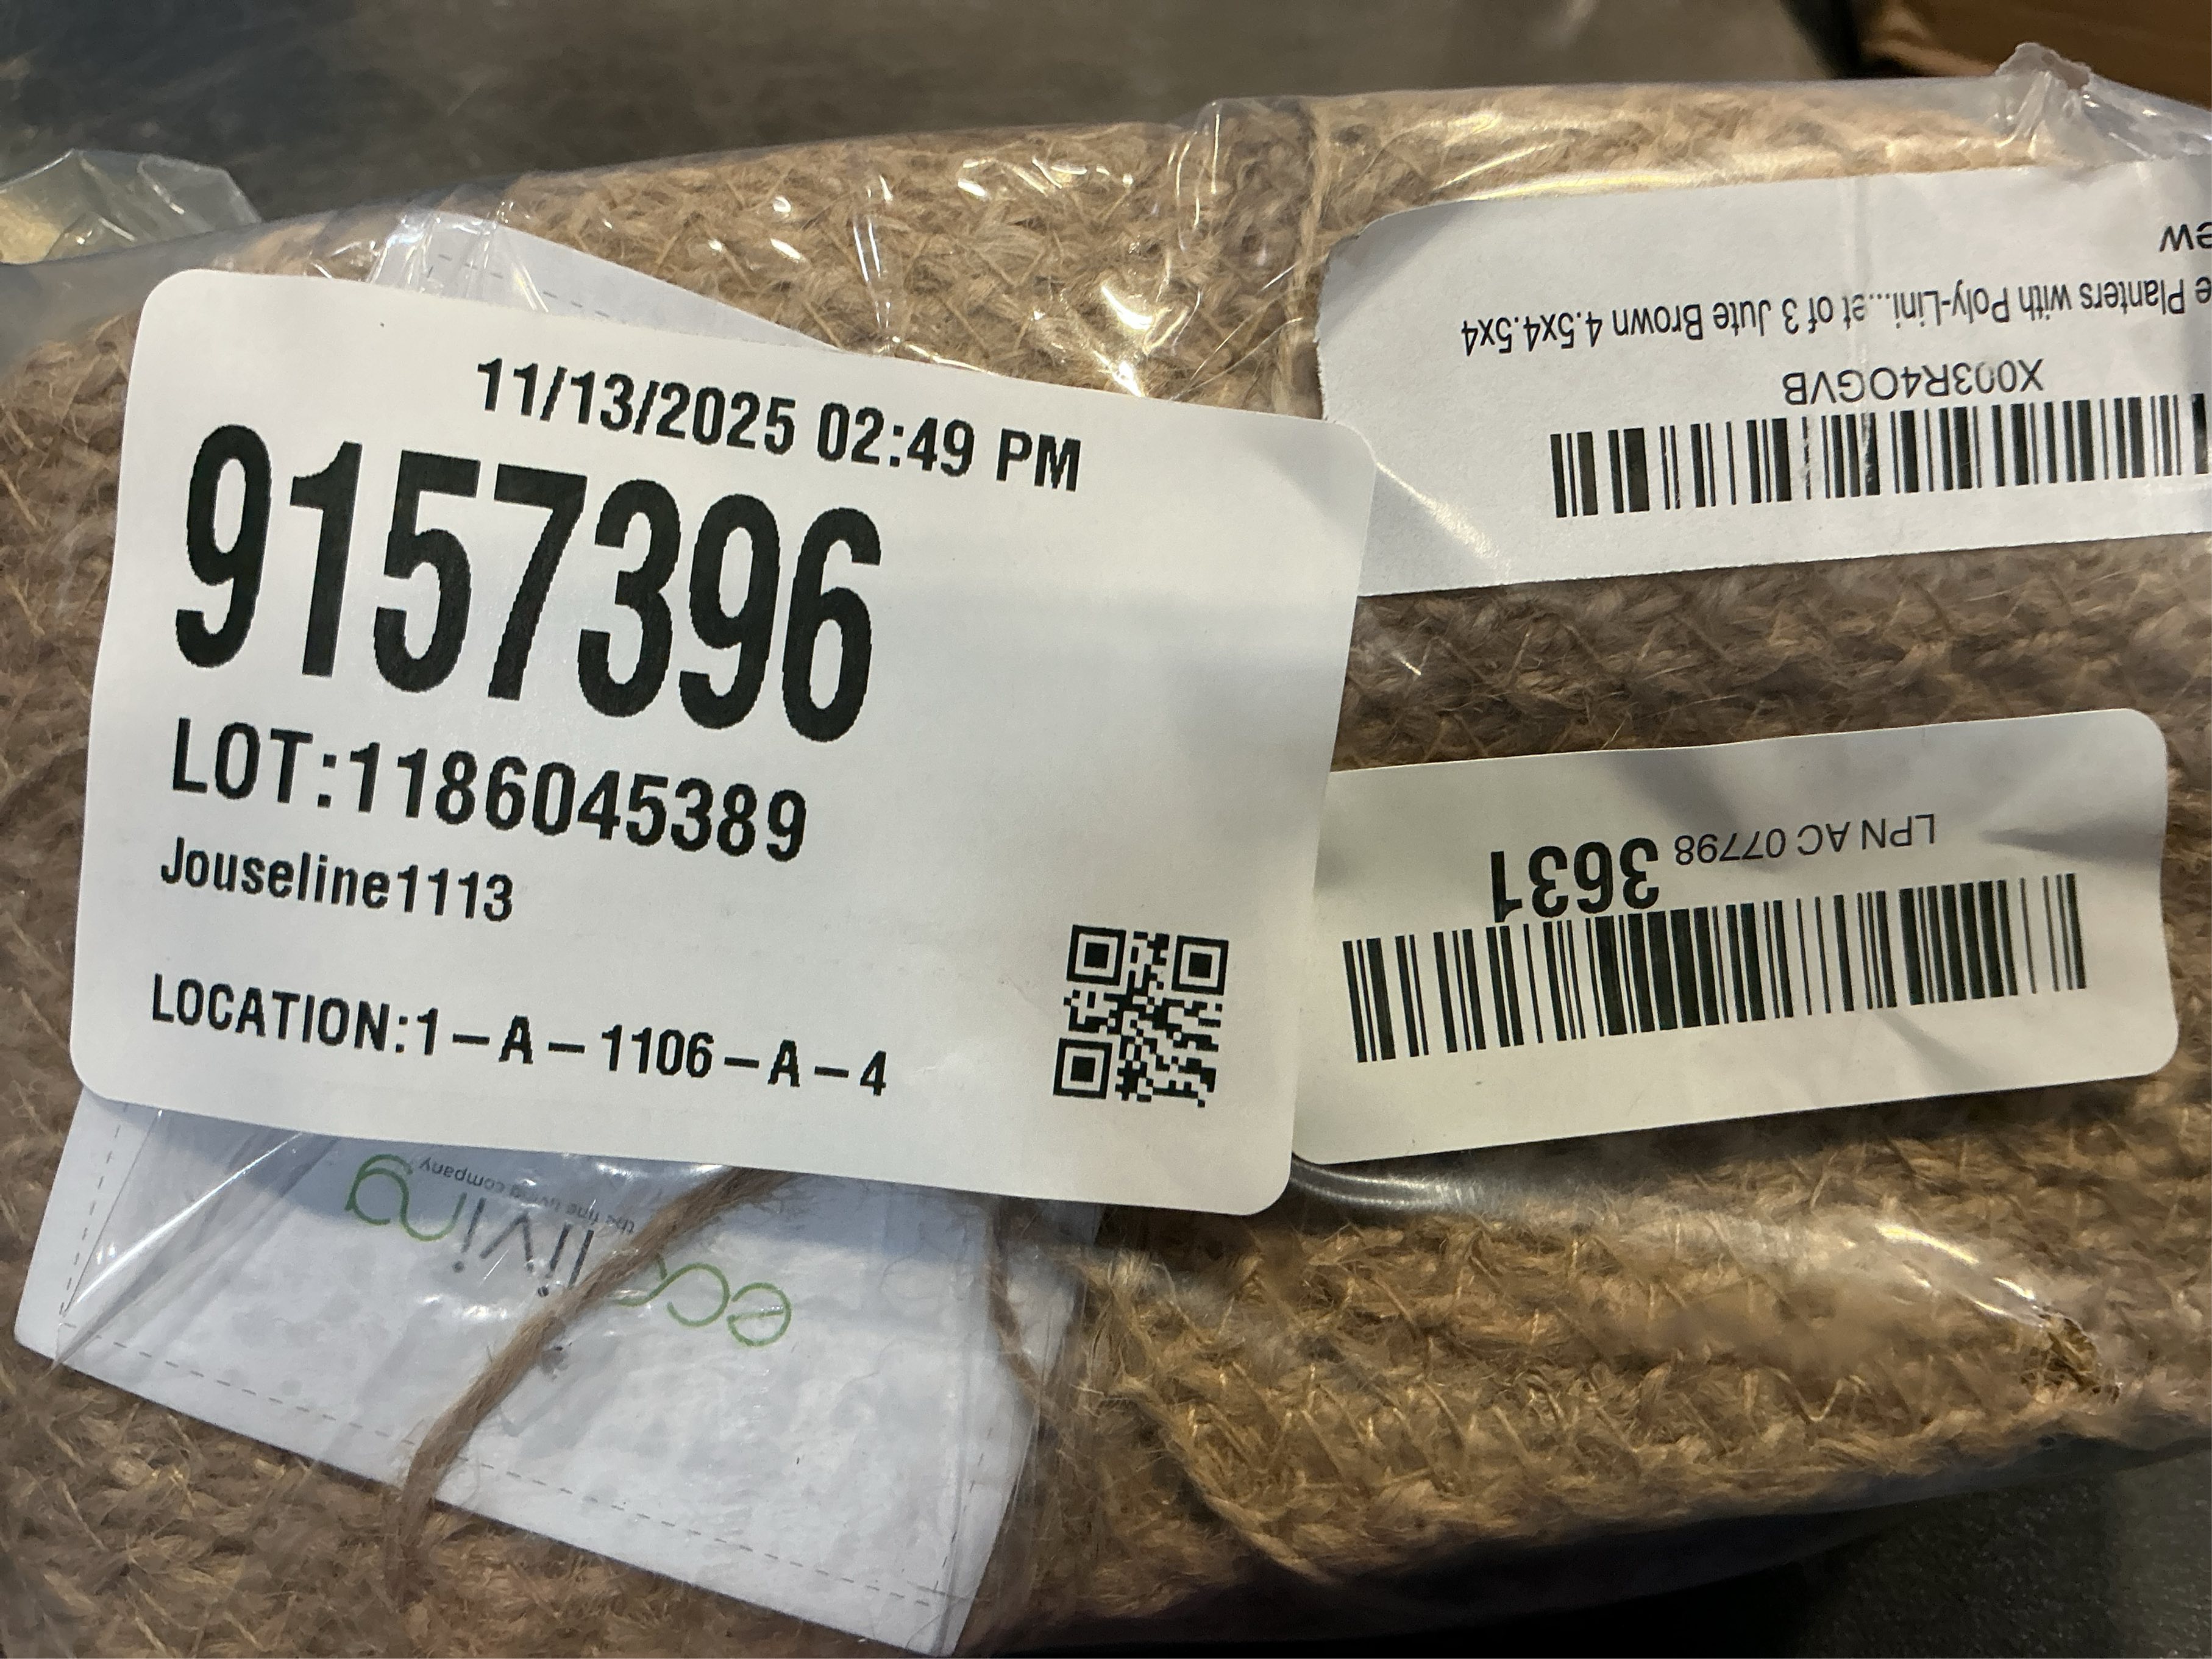 11/13/2025 02:49 PM
9157396
LOT:1186045389
Jouseline1113
LOCATION:1-A-1106-A-4
X003R4OGVB
e Planters with Poly-Lini...et of 3 Jute Brown 4.5x4.5x4
ew
LPN AC 07798 3631
eco living
the fine living company